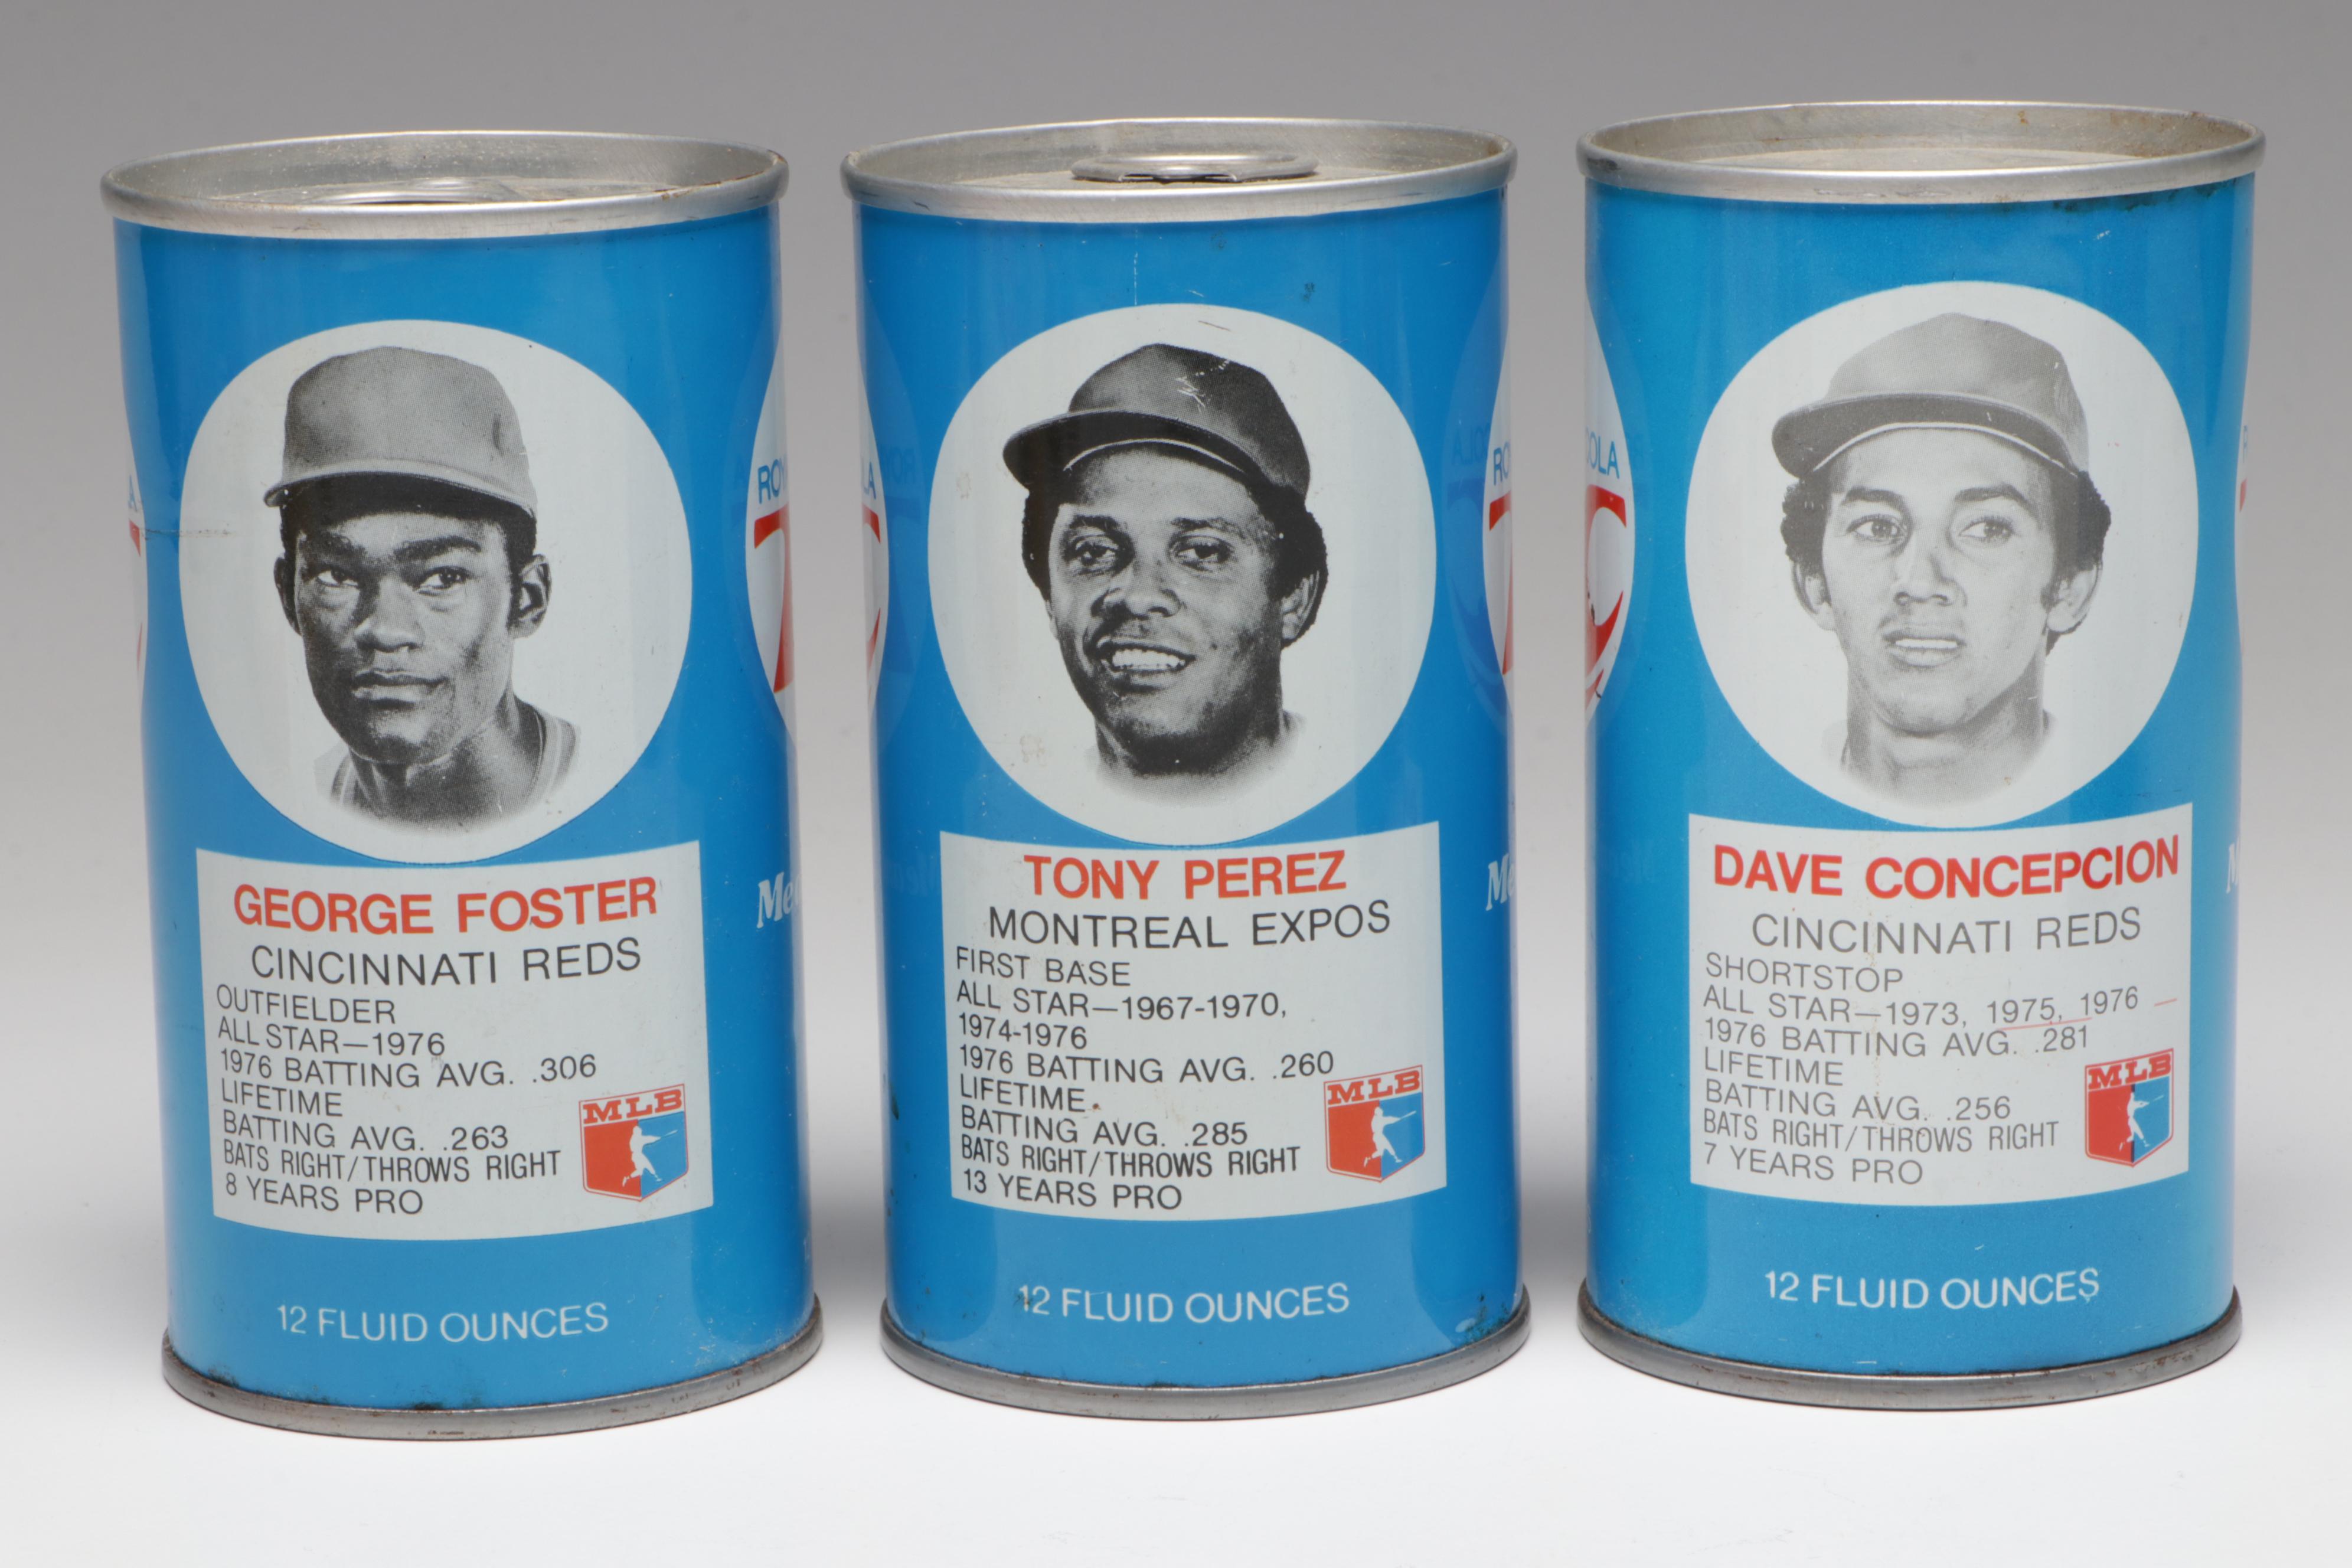 GEORGE FOSTER
CINCINNATI REDS
OUTFIELDER
ALL STAR—1976
1976 BATTING AVG. .306
LIFETIME
BATTING AVG. .263
BATS RIGHT/THROWS RIGHT
8 YEARS PRO
MLB
12 FLUID OUNCES
TONY PEREZ
MONTREAL EXPOS
FIRST BASE
ALL STAR—1967-1970,
1974-1976
1976 BATTING AVG. .260
LIFETIME
BATTING AVG. .285
BATS RIGHT/THROWS RIGHT
13 YEARS PRO
MLB
12 FLUID OUNCES
DAVE CONCEPCION
CINCINNATI REDS
SHORTSTOP
ALL STAR—1973, 1975, 1976
1976 BATTING AVG. .281
LIFETIME
BATTING AVG. .256
BATS RIGHT/THROWS RIGHT
7 YEARS PRO
MLB
12 FLUID OUNCES